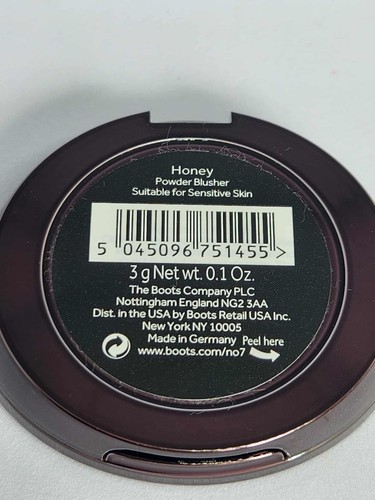 Honey
Powder Blusher
Suitable for Sensitive Skin
5 045096 751455 >
3 g Net wt. 0.1 Oz.
The Boots Company PLC
Nottingham England NG2 3AA
Dist. in the USA by Boots Retail USA Inc.
New York NY 10005
Made in Germany Peel here
www.boots.com/no7